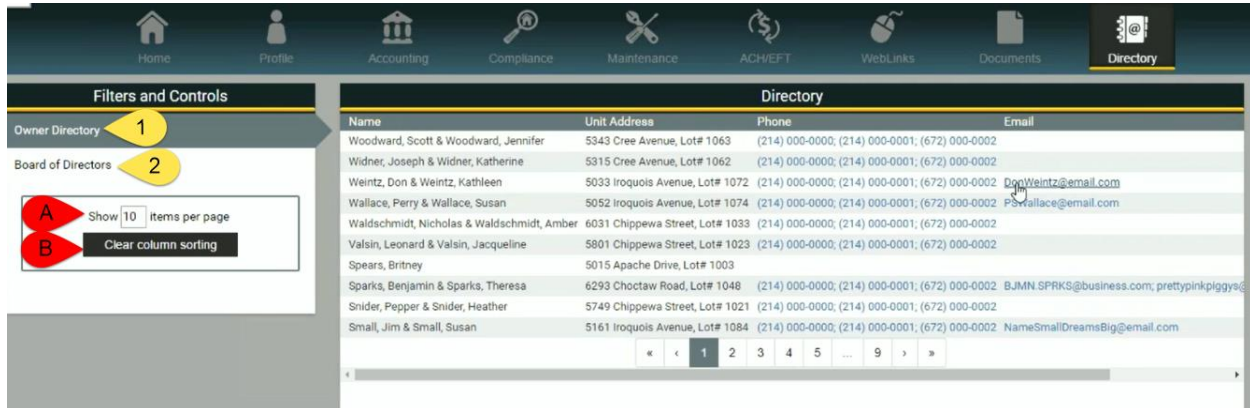 Home Profile Accounting Compliance Maintenance ACH/EFT WebLinks Documents Directory
Filters and Controls
Owner Directory 1
Board of Directors 2
A Show 10 items per page
B Clear column sorting
Directory
Name Unit Address Phone Email
Woodward, Scott & Woodward, Jennifer 5343 Cree Avenue, Lot# 1063 (214) 000-0000; (214) 000-0001; (672) 000-0002
Widner, Joseph & Widner, Katherine 5315 Cree Avenue, Lot# 1062 (214) 000-0000; (214) 000-0001; (672) 000-0002
Weintz, Don & Weintz, Kathleen 5033 Iroquois Avenue, Lot# 1072 (214) 000-0000; (214) 000-0001; (672) 000-0002 DonWeintz@email.com
Wallace, Perry & Wallace, Susan 5052 Iroquois Avenue, Lot# 1074 (214) 000-0000; (214) 000-0001; (672) 000-0002 PSWallace@email.com
Waldschmidt, Nicholas & Waldschmidt, Amber 6031 Chippewa Street, Lot# 1033 (214) 000-0000; (214) 000-0001; (672) 000-0002
Valsin, Leonard & Valsin, Jacqueline 5801 Chippewa Street, Lot# 1023 (214) 000-0000; (214) 000-0001; (672) 000-0002
Spears, Britney 5015 Apache Drive, Lot# 1003
Sparks, Benjamin & Sparks, Theresa 6293 Choctaw Road, Lot# 1048 (214) 000-0000; (214) 000-0001; (672) 000-0002 BJMN.SPRKS@business.com; prettypinkpiggys@
Snider, Pepper & Snider, Heather 5749 Chippewa Street, Lot# 1021 (214) 000-0000; (214) 000-0001; (672) 000-0002
Small, Jim & Small, Susan 5161 Iroquois Avenue, Lot# 1084 (214) 000-0000; (214) 000-0001; (672) 000-0002 NameSmallDreamsBig@email.com
« ‹ 1 2 3 4 5 ... 9 › »